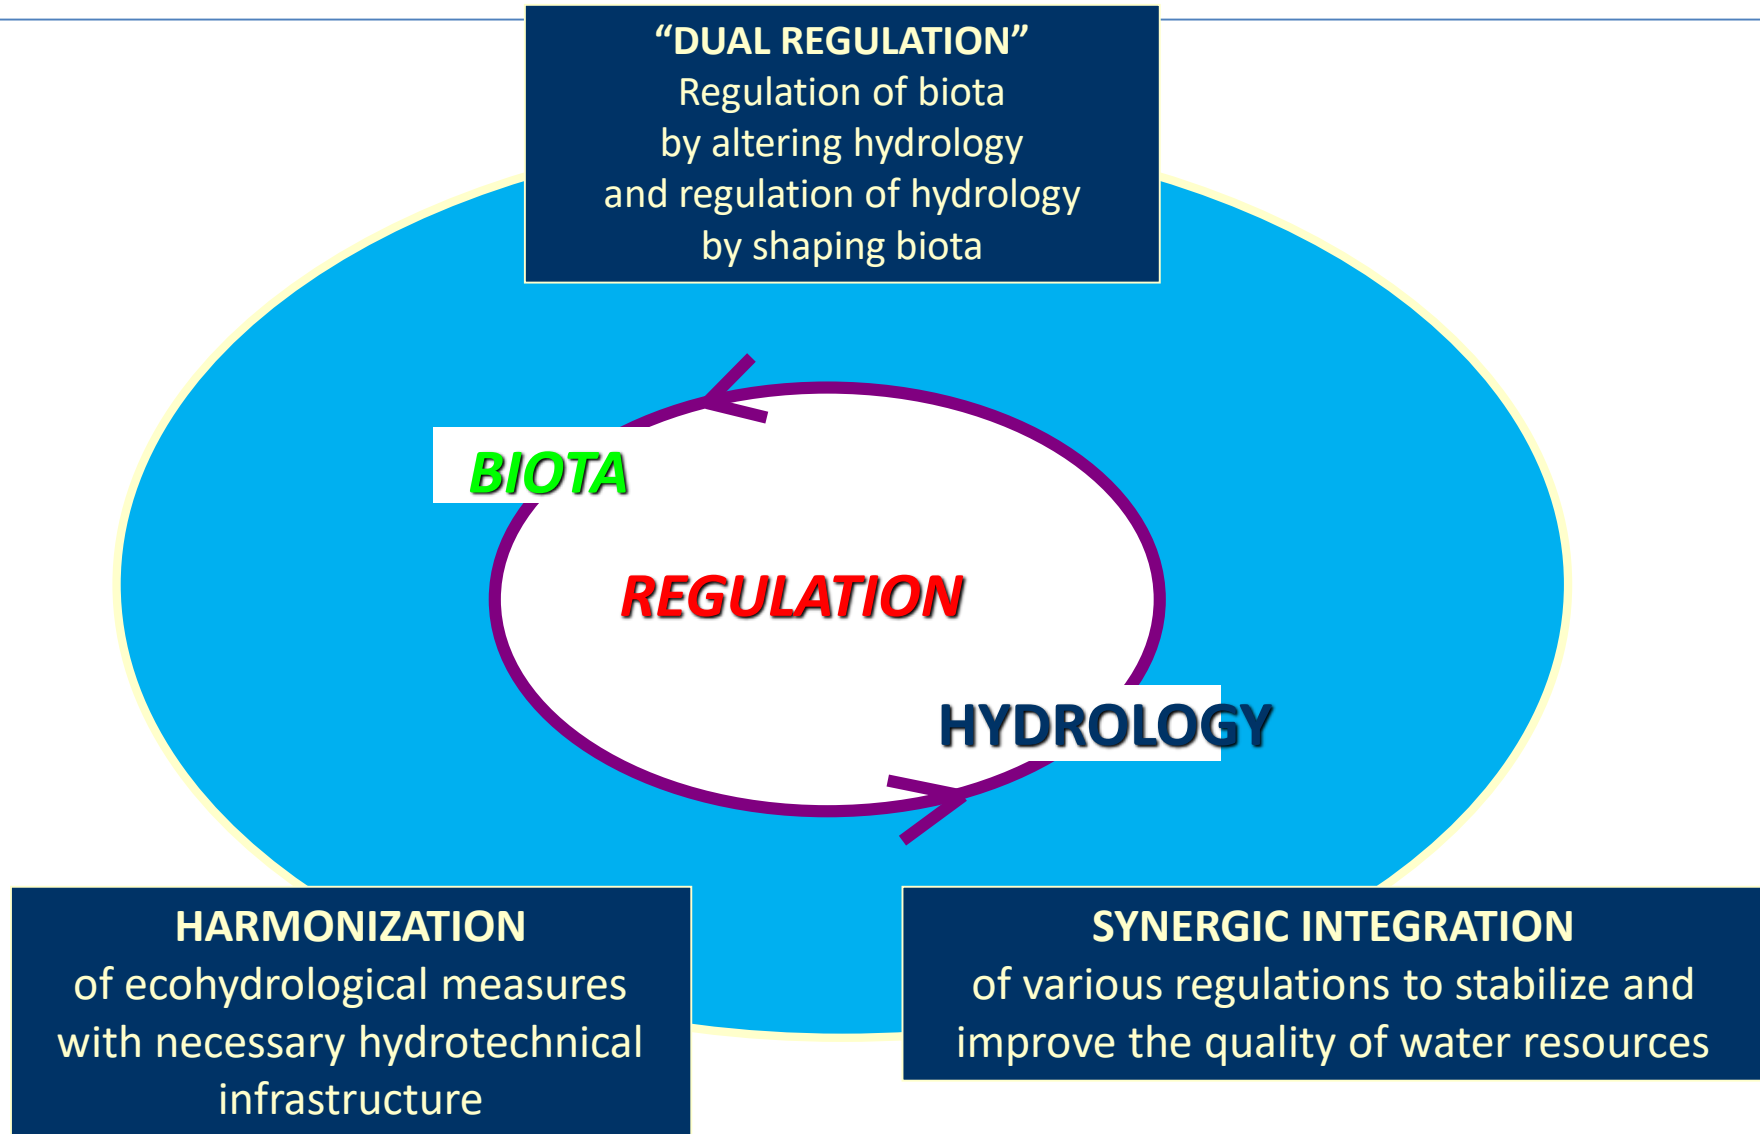 “DUAL REGULATION”
Regulation of biota
by altering hydrology
and regulation of hydrology
by shaping biota
BIOTA
REGULATION
HYDROLOGY
HARMONIZATION
of ecohydrological measures
with necessary hydrotechnical
infrastructure
SYNERGIC INTEGRATION
of various regulations to stabilize and
improve the quality of water resources